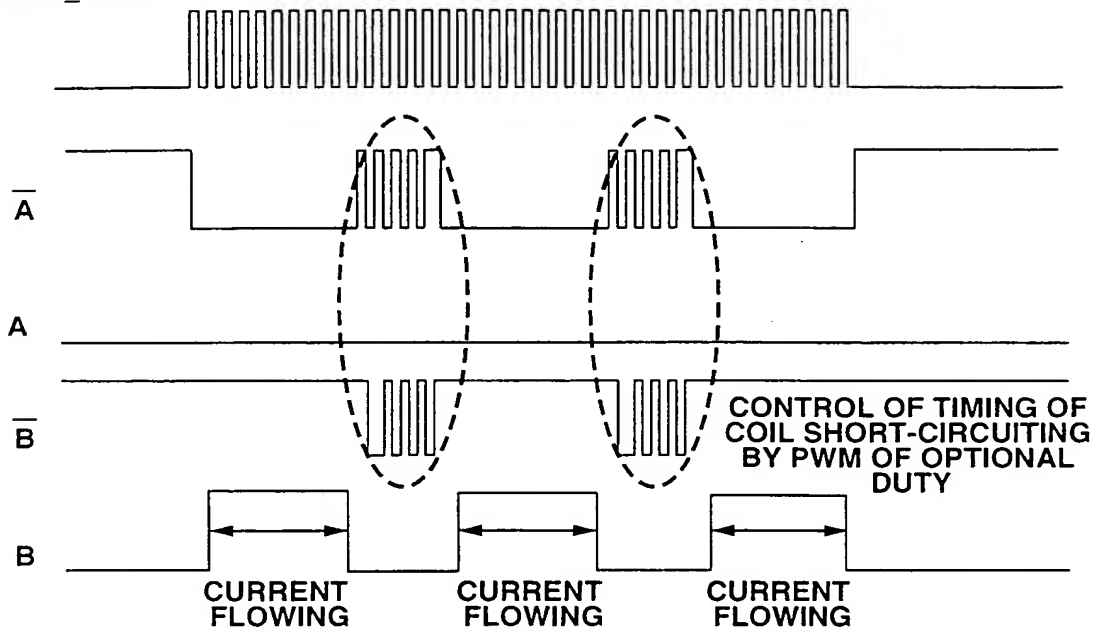 A̅
A
B̅
CONTROL OF TIMING OF
COIL SHORT-CIRCUITING
BY PWM OF OPTIONAL
DUTY
B
CURRENT
FLOWING
CURRENT
FLOWING
CURRENT
FLOWING